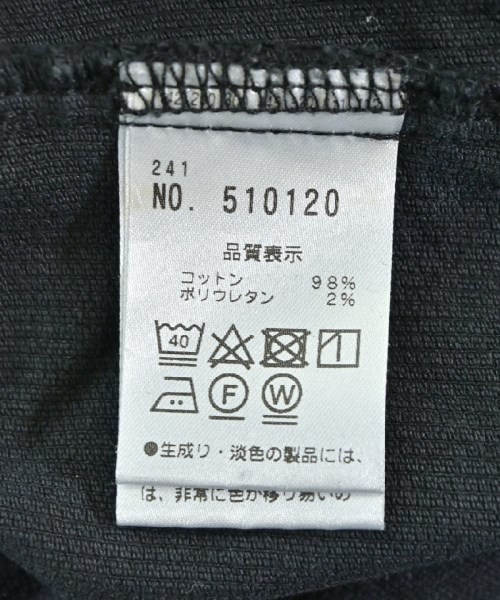 241
NO. 510120
品質表示
コットン 98%
ポリウレタン 2%
40
F W
●生成り・淡色の製品には、
は、非常に色が移り易いの